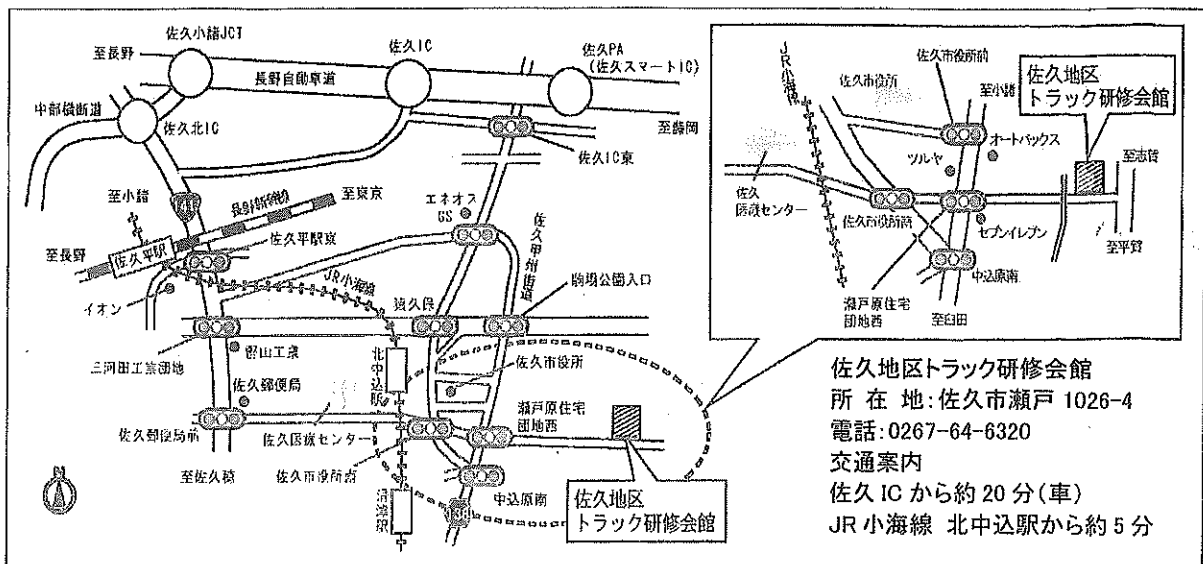 佐久小諸JCT
至長野
佐久IC
佐久PA
(佐久スマートIC)
長野自動車道
中部横断道
佐久北IC
至藤岡
佐久IC東
至小諸
141
長野新幹線
至東京
エネオス
GS
佐久甲州街道
佐久平駅
佐久平駅東
至長野
JR小海線
イオン
猿久保
駒場公園入口
三河田工業団地
北中込駅
佐久市役所
佐久郵便局
瀬戸原住宅
団地西
佐久郵便局前
佐久医療センター
佐久市役所南
至佐久穂
中込原南
滑津駅
N
佐久地区
トラック研修会館
JR小海線
佐久市役所前
佐久市役所
至小諸
佐久地区
トラック研修会館
オートバックス
ツルヤ
至志賀
佐久
医療センター
佐久市役所南
セブンイレブン
至平賀
中込原南
瀬戸原住宅
団地西
至臼田
佐久地区トラック研修会館
所 在 地:佐久市瀬戸 1026-4
電話:0267-64-6320
交通案内
佐久 IC から約 20 分(車)
JR 小海線 北中込駅から約 5 分